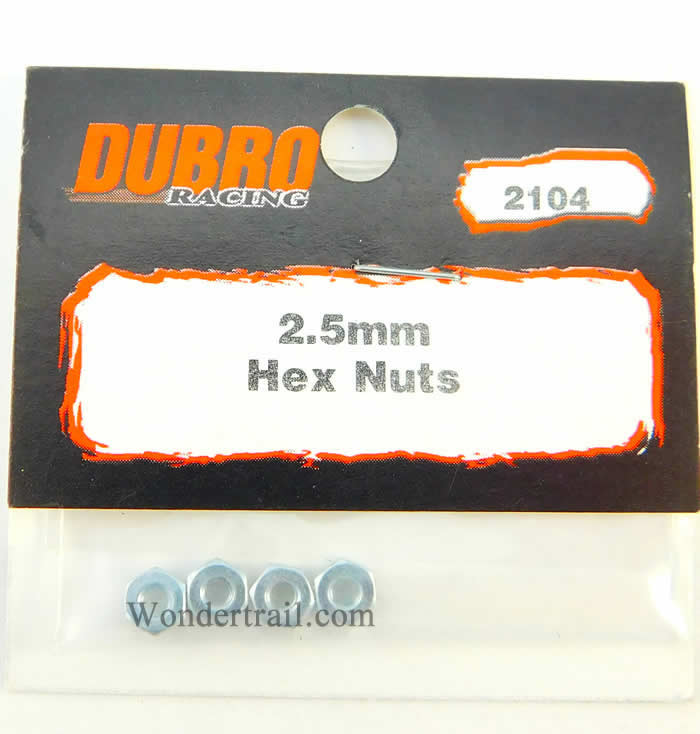 DUBRO
RACING
2104
2.5mm
Hex Nuts
Wondertrail.com